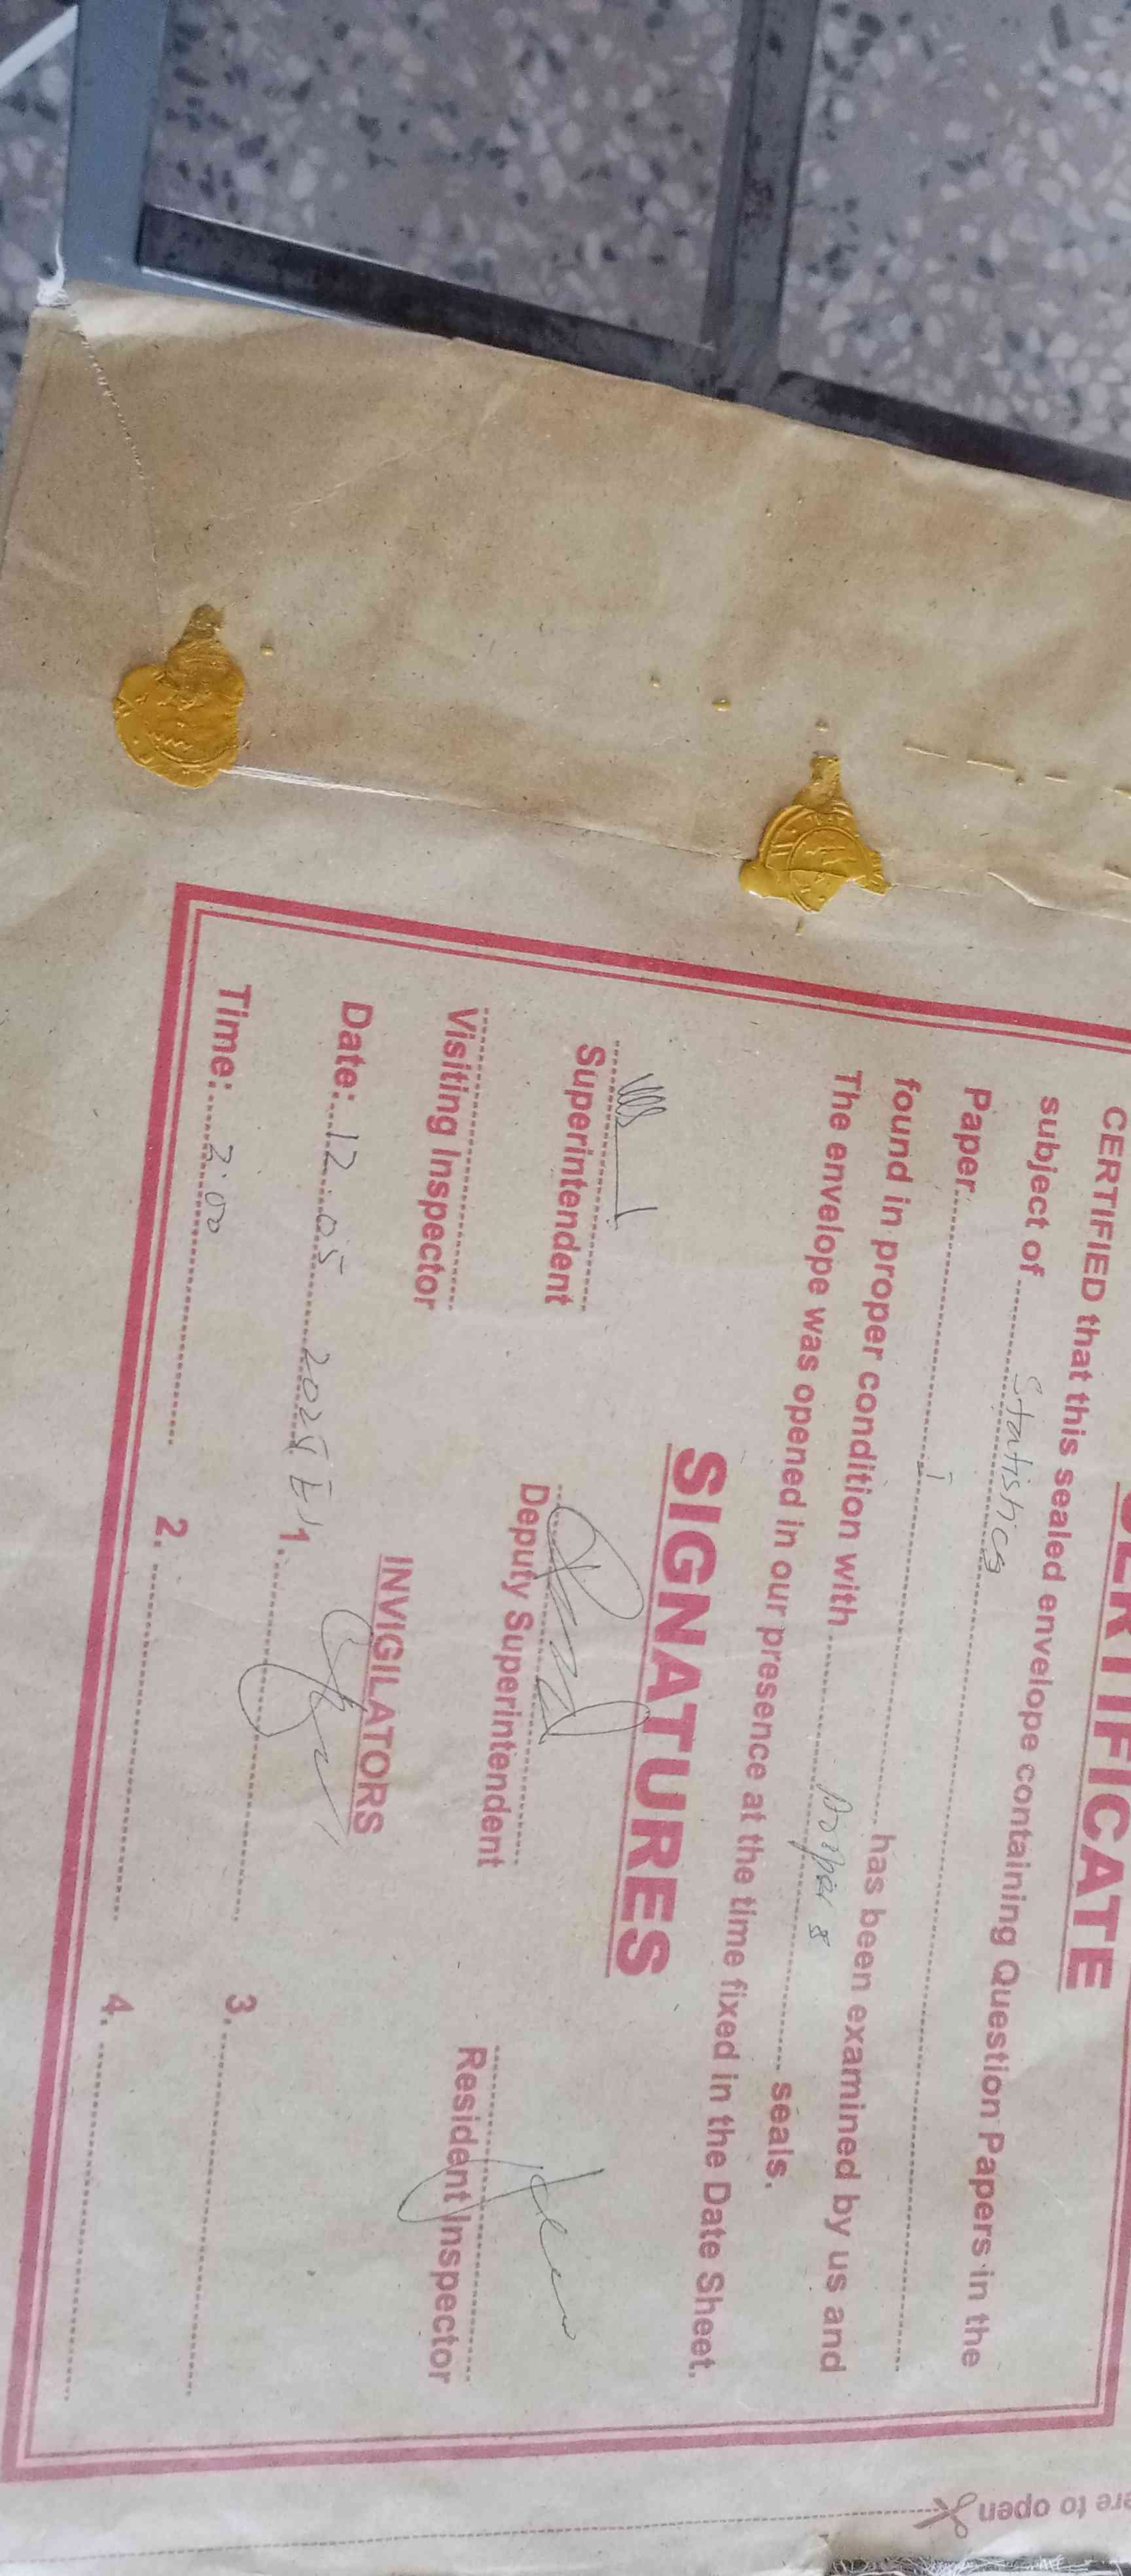 CERTIFICATE
CERTIFIED that this sealed envelope containing Question Papers in the
subject of Statistics
Paper I has been examined by us and
found in proper condition with proper 8 seals.
The envelope was opened in our presence at the time fixed in the Date Sheet.
SIGNATURES
Superintendent Deputy Superintendent Resident Inspector
Visiting Inspector
INVIGILATORS
Date: 12 05 E 1. 3.
Time: 2. 4.
ere to open